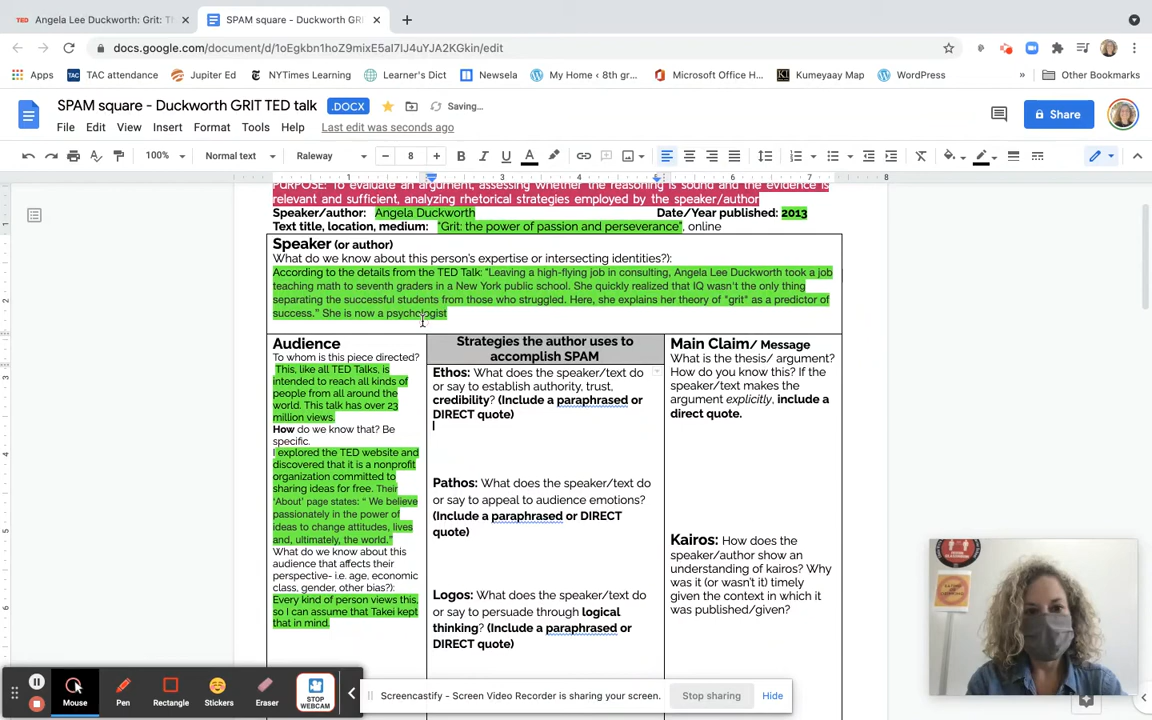 Angela Lee Duckworth: Grit: T
SPAM square - Duckworth GRI
docs.google.com/document/d/1oEgkbn1hoZ9mixE5aI7IJ4uYJA2KGkin/edit
Apps TAC attendance Jupiter Ed NYTimes Learning Learner's Dict Newsela My Home ‹ 8th gr... Microsoft Office H... Kumeyaay Map WordPress » Other Bookmarks
SPAM square - Duckworth GRIT TED talk .DOCX Saving...
File Edit View Insert Format Tools Help Last edit was seconds ago
Share
100% Normal text Raleway 8
1 2 3 4 5 6 7
PURPOSE: To evaluate an argument, assessing whether the reasoning is sound and the evidence is
relevant and sufficient, analyzing rhetorical strategies employed by the speaker/author
Speaker/author: Angela Duckworth Date/Year published: 2013
Text title, location, medium: "Grit: the power of passion and perseverance", online
Speaker (or author)
What do we know about this person's expertise or intersecting identities?):
According to the details from the TED Talk: "Leaving a high-flying job in consulting, Angela Lee Duckworth took a job
teaching math to seventh graders in a New York public school. She quickly realized that IQ wasn't the only thing
separating the successful students from those who struggled. Here, she explains her theory of "grit" as a predictor of
success." She is now a psychologist
Audience
To whom is this piece directed?
This, like all TED Talks, is
intended to reach all kinds of
people from all around the
world. This talk has over 23
million views.
How do we know that? Be
specific.
I explored the TED website and
discovered that it is a nonprofit
organization committed to
sharing ideas for free. Their
'About' page states: " We believe
passionately in the power of
ideas to change attitudes, lives
and, ultimately, the world."
What do we know about this
audience that affects their
perspective- i.e. age, economic
class, gender, other bias?):
Every kind of person views this,
so I can assume that Takei kept
that in mind.
Strategies the author uses to
accomplish SPAM
Ethos: What does the speaker/text do
or say to establish authority, trust,
credibility? (Include a paraphrased or
DIRECT quote)
Pathos: What does the speaker/text do
or say to appeal to audience emotions?
(Include a paraphrased or DIRECT
quote)
Logos: What does the speaker/text do
or say to persuade through logical
thinking? (Include a paraphrased or
DIRECT quote)
Main Claim/ Message
What is the thesis/ argument?
How do you know this? If the
speaker/text makes the
argument explicitly, include a
direct quote.
Kairos: How does the
speaker/author show an
understanding of kairos? Why
was it (or wasn't it) timely
given the context in which it
was published/given?
Mouse Pen Rectangle Stickers Eraser STOP WEBCAM
Screencastify - Screen Video Recorder is sharing your screen. Stop sharing Hide